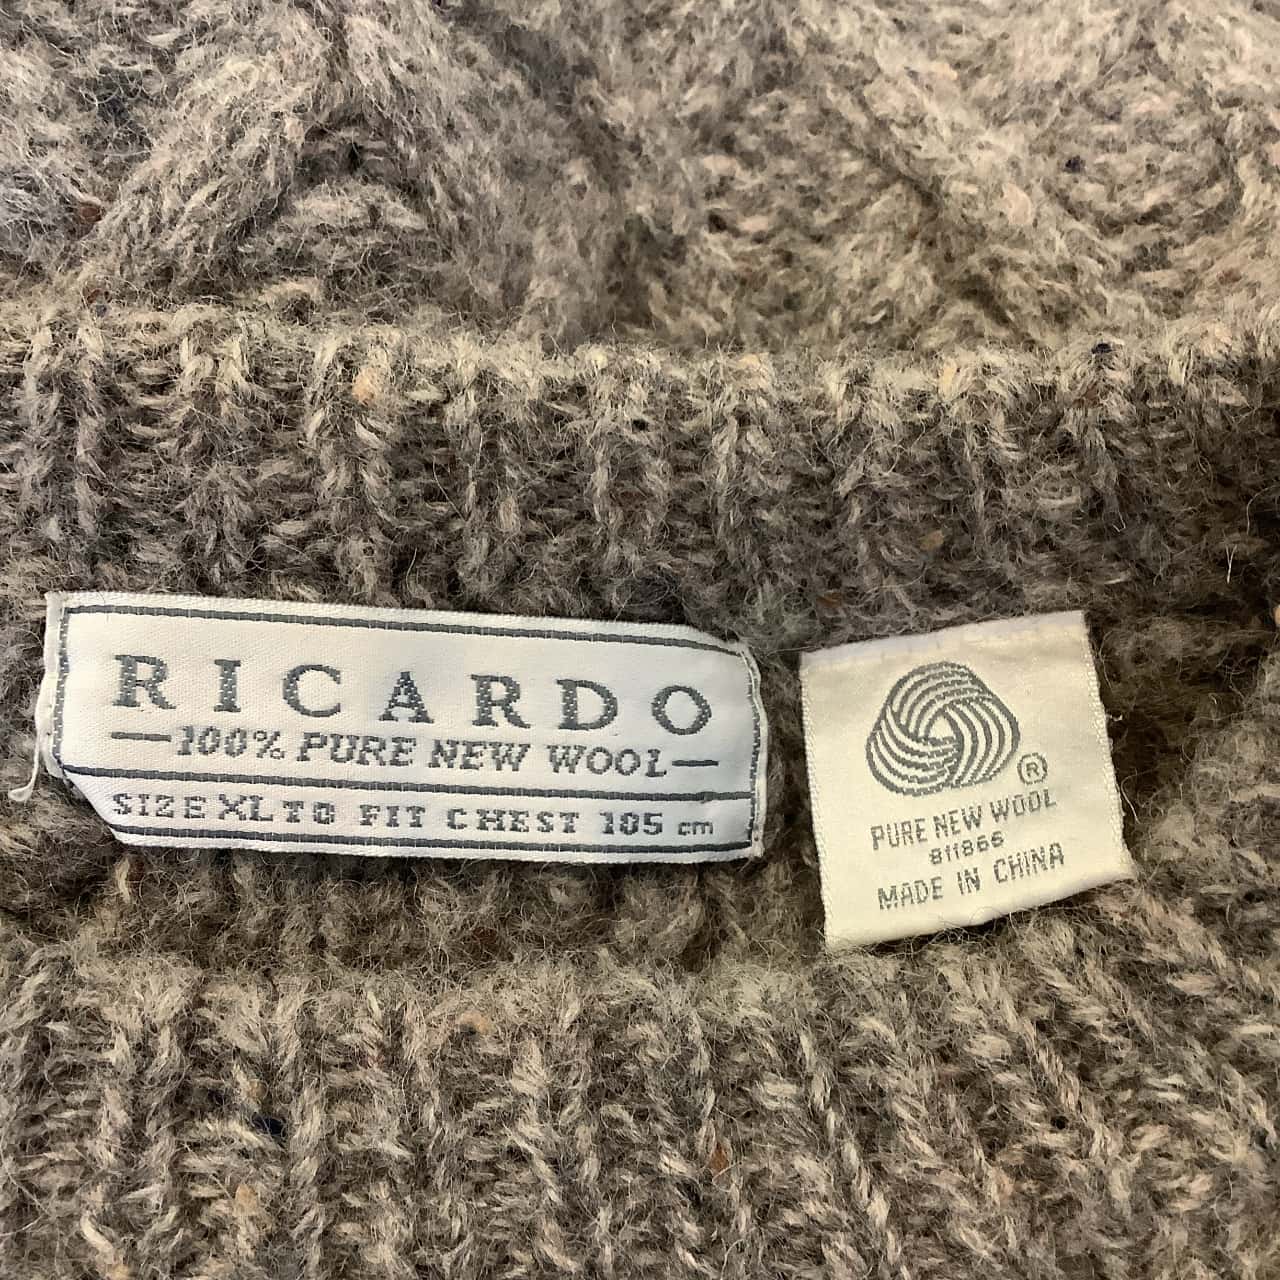 RICARDO
—100% PURE NEW WOOL—
SIZE XL TO FIT CHEST 105 cm
®
PURE NEW WOOL
811866
MADE IN CHINA